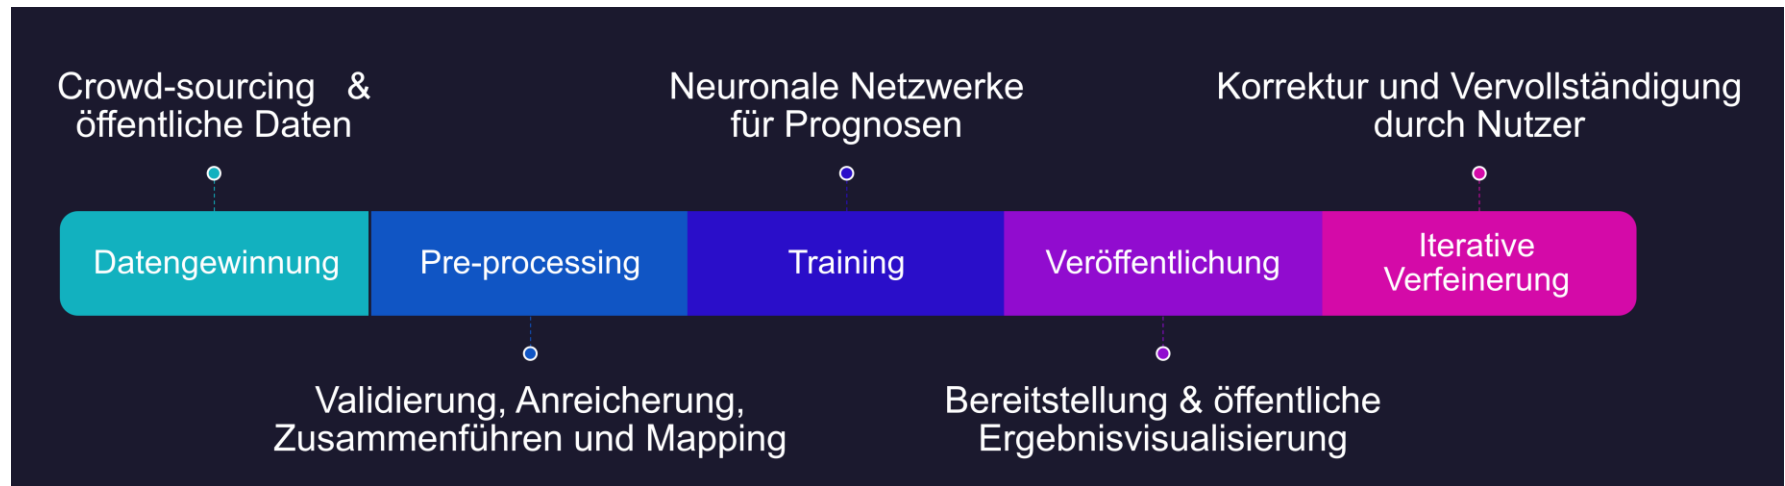 Crowd-sourcing & 
öffentliche Daten
Neuronale Netzwerke
für Prognosen
Korrektur und Vervollständigung
durch Nutzer
Datengewinnung
Pre-processing
Training
Veröffentlichung
Iterative
Verfeinerung
Validierung, Anreicherung,
Zusammenführen und Mapping
Bereitstellung & öffentliche
Ergebnisvisualisierung